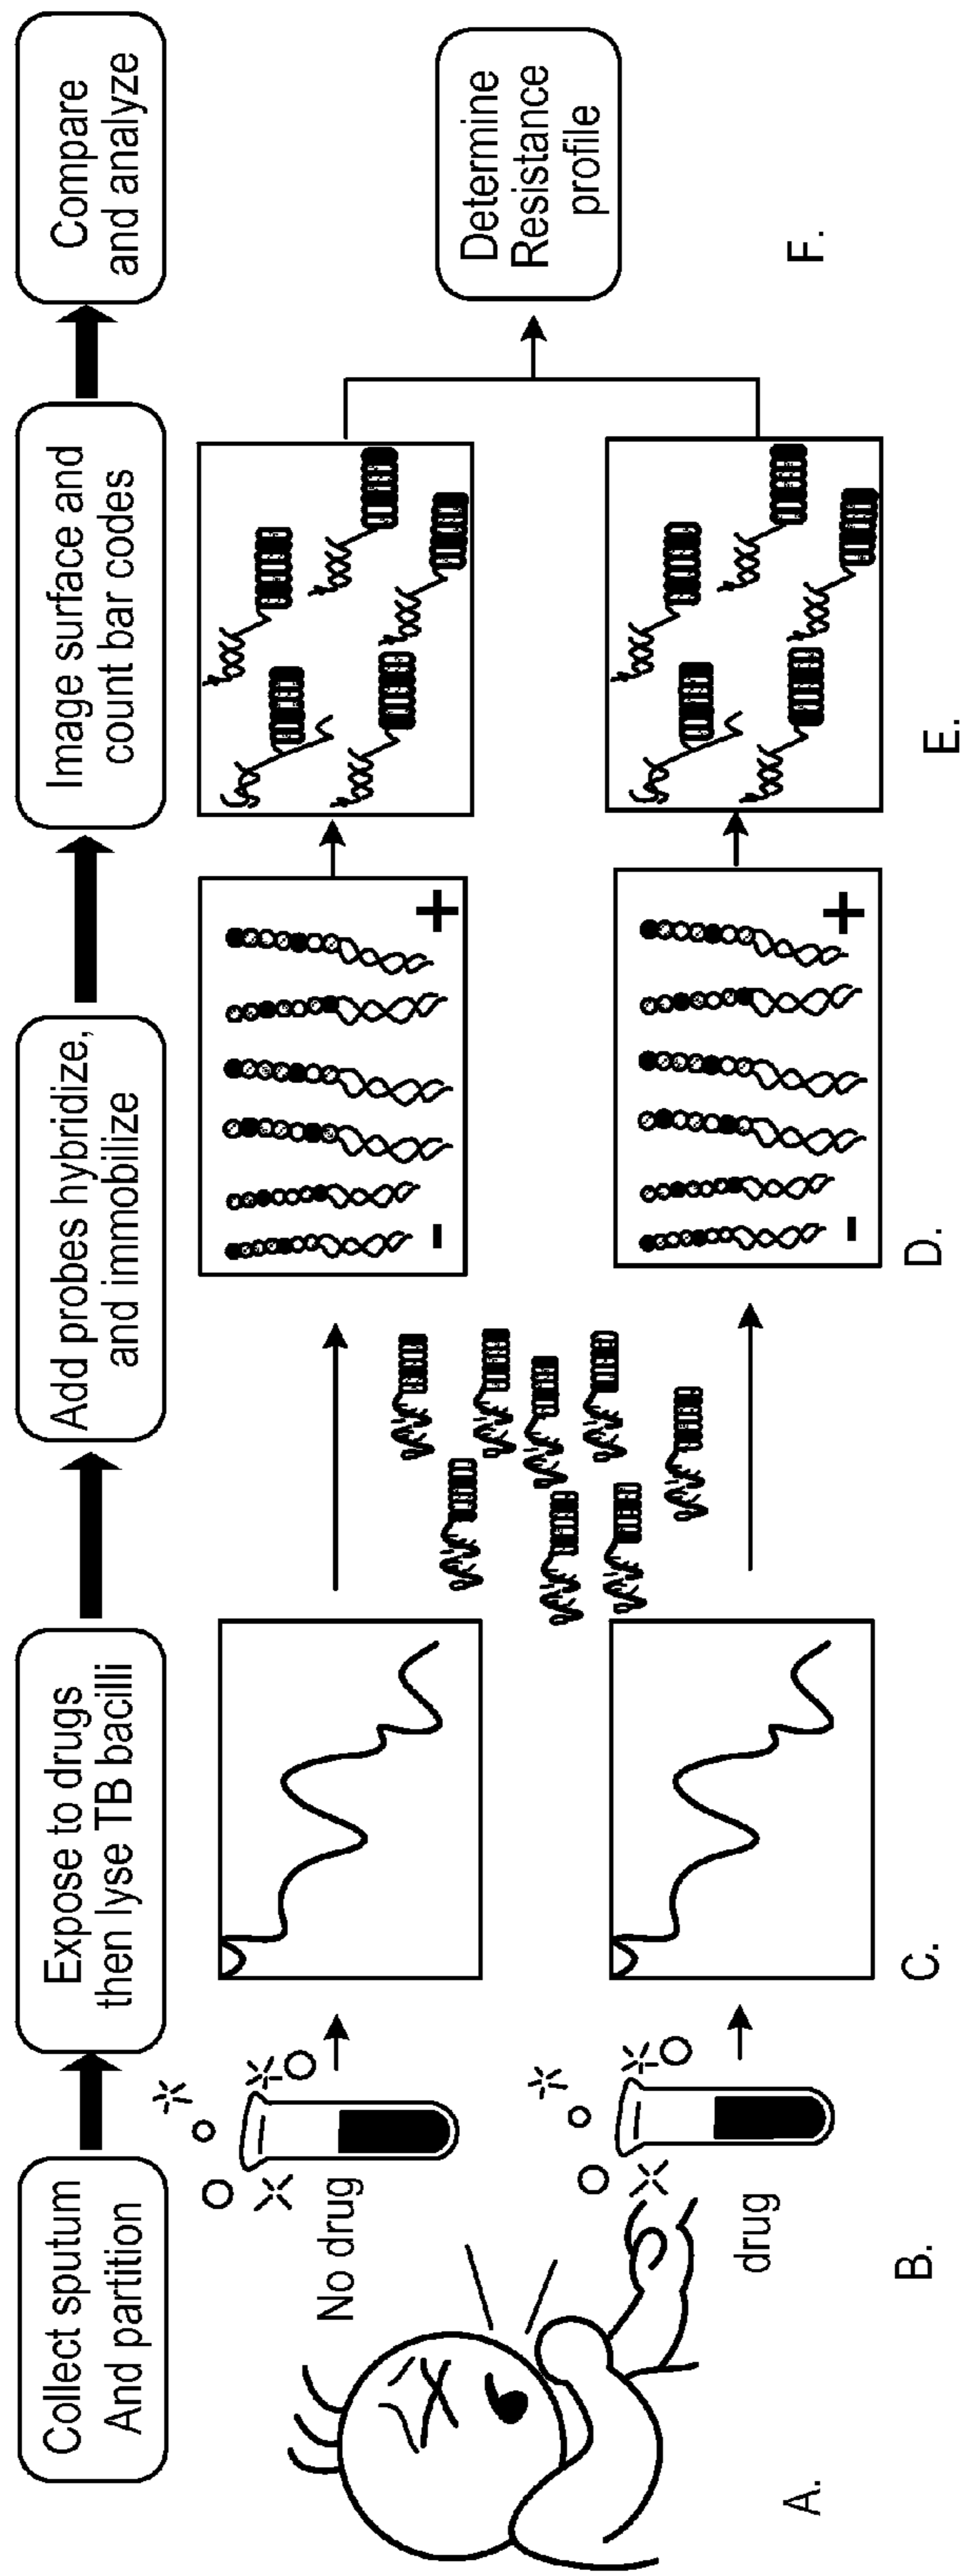 Collect sputum
And partition
Expose to drugs
then lyse TB bacilli
Add probes hybridize,
and immobilize
Image surface and
count bar codes
Compare
and analyze
No drug
drug
- +
- +
Determine
Resistance
profile
A.
B.
C.
D.
E.
F.